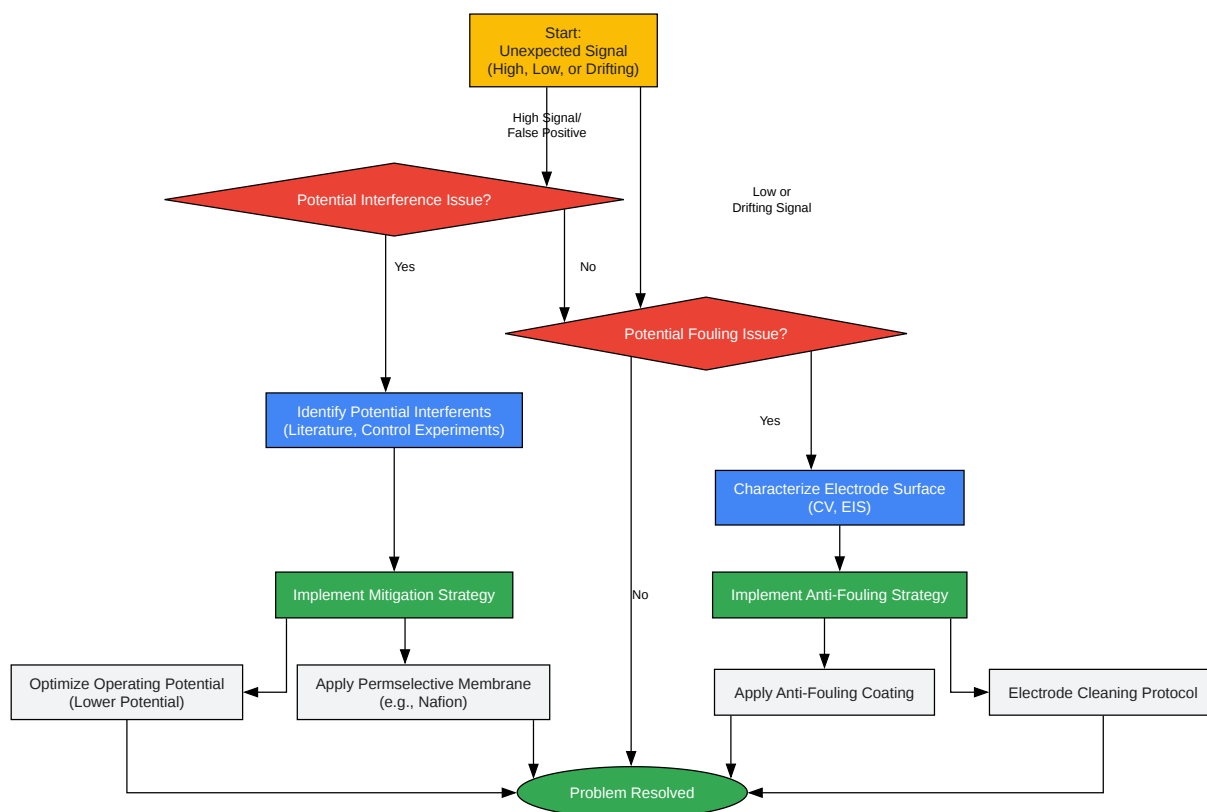 Start:
Unexpected Signal
(High, Low, or Drifting)
High Signal/
False Positive
Potential Interference Issue?
Low or
Drifting Signal
Yes
No
Potential Fouling Issue?
Identify Potential Interferents
(Literature, Control Experiments)
Yes
Characterize Electrode Surface
(CV, EIS)
Implement Mitigation Strategy
No
Implement Anti-Fouling Strategy
Optimize Operating Potential
(Lower Potential)
Apply Permselective Membrane
(e.g., Nafion)
Apply Anti-Fouling Coating
Electrode Cleaning Protocol
Problem Resolved